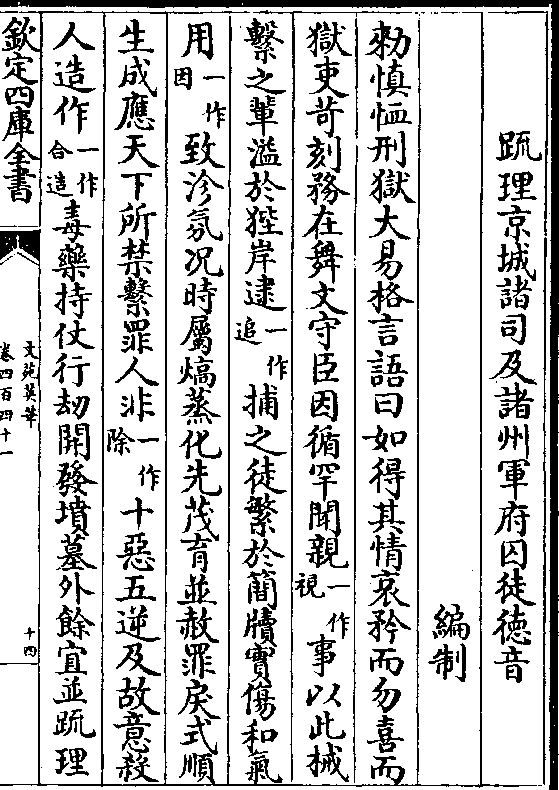 䟽理京城諸司及諸州軍府囚徒德音
編制
勑慎恤刑獄大易格言語曰如得其情哀矜而勿喜而
獄吏苛刻務在舞文守臣因循罕聞親一作視事以此械
繫之軰濫於狴岸逮一作追捕之徒繁於簡牘實傷和氣
用一作因致沴氛况時屬熇蒸化先茂育並赦罪戾式順
生成應天下所禁繫罪人非一作除十惡五逆及故意殺
人造作一作合造毒藥持仗行刼開發墳墓外餘宜並䟽理
欽定四庫全書
文苑英華
卷四百四十一
十四